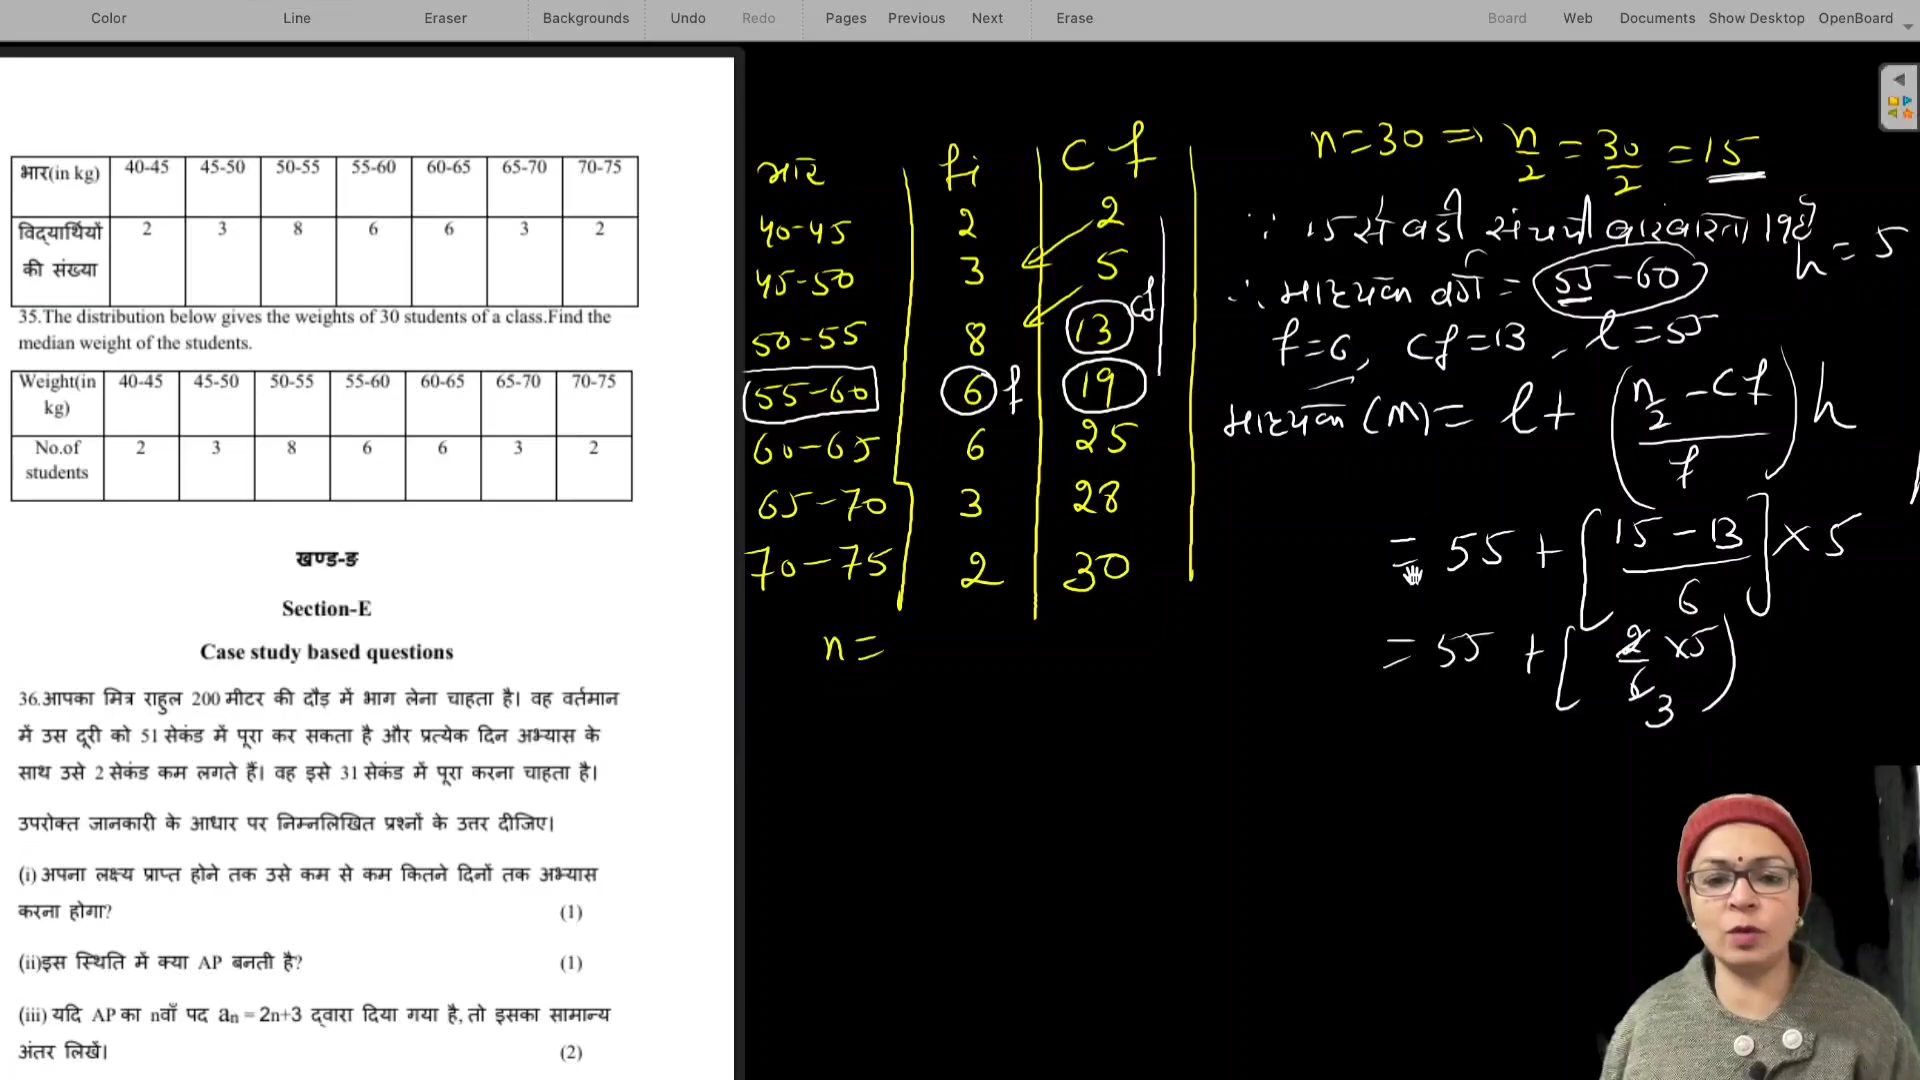 Color Line Eraser Backgrounds Undo Redo Pages Previous Next Erase Board Web Documents Show Desktop OpenBoard
भार(in kg) 40-45 45-50 50-55 55-60 60-65 65-70 70-75
विद्यार्थियों की संख्या 2 3 8 6 6 3 2
35.The distribution below gives the weights of 30 students of a class.Find the
median weight of the students.
Weight(in kg) 40-45 45-50 50-55 55-60 60-65 65-70 70-75
No.of students 2 3 8 6 6 3 2
खण्ड-ङ
Section-E
Case study based questions
36.आपका मित्र राहुल 200 मीटर की दौड़ में भाग लेना चाहता है। वह वर्तमान
में उस दूरी को 51 सेकंड में पूरा कर सकता है और प्रत्येक दिन अभ्यास के
साथ उसे 2 सेकंड कम लगते हैं। वह इसे 31 सेकंड में पूरा करना चाहता है।
उपरोक्त जानकारी के आधार पर निम्नलिखित प्रश्नों के उत्तर दीजिए।
(i) अपना लक्ष्य प्राप्त होने तक उसे कम से कम कितने दिनों तक अभ्यास
करना होगा? (1)
(ii)इस स्थिति में क्या AP बनती है? (1)
(iii) यदि AP का nवाँ पद an = 2n+3 द्वारा दिया गया है, तो इसका सामान्य
अंतर लिखें। (2)
भार fi cf
40-45 2 2
45-50 3 5
50-55 8 13 cf
55-60 6 f 19
60-65 6 25
65-70 3 28
70-75 2 30
n=
n=30 ⇒ n/2 = 30/2 = 15
∵ 15 से बड़ी संचयी बारंबारता 19 है
h = 5
∴ माध्यक वर्ग = 55-60
f=6, cf=13, l=55
माध्यक (M)= l+ (n/2 - cf / f) h
= 55 + [15-13 / 6] × 5
= 55 + [2/6 ×5)
3